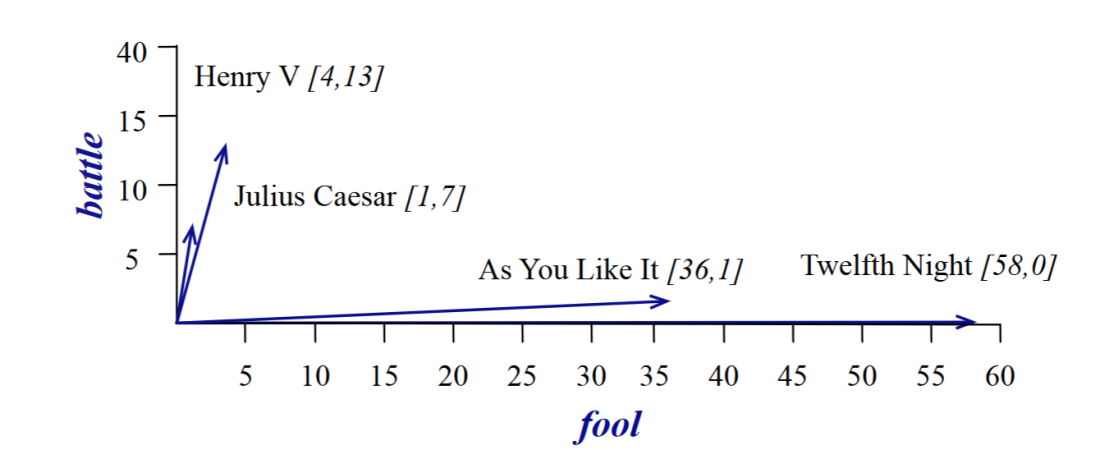 40
Henry V [4,13]
15
battle
10
Julius Caesar [1,7]
5
As You Like It [36,1]
Twelfth Night [58,0]
5 10 15 20 25 30 35 40 45 50 55 60
fool